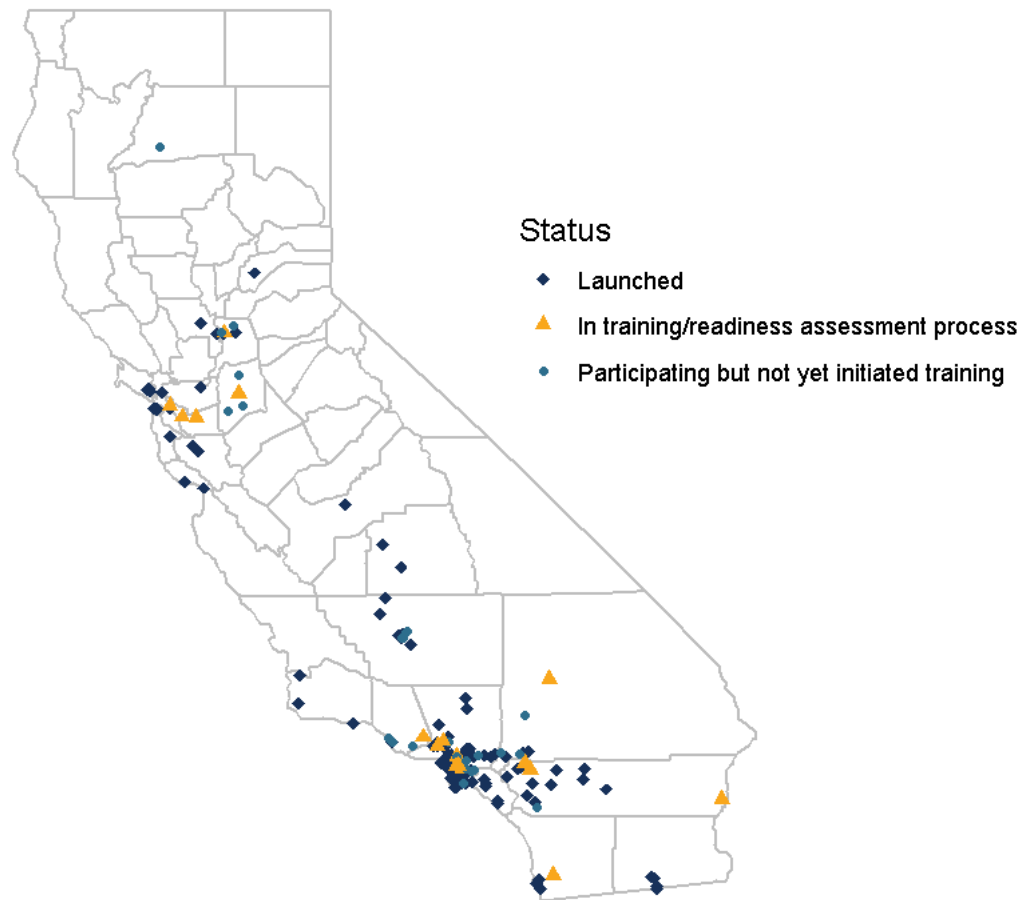 Status
Launched
In training/readiness assessment process
Participating but not yet initiated training